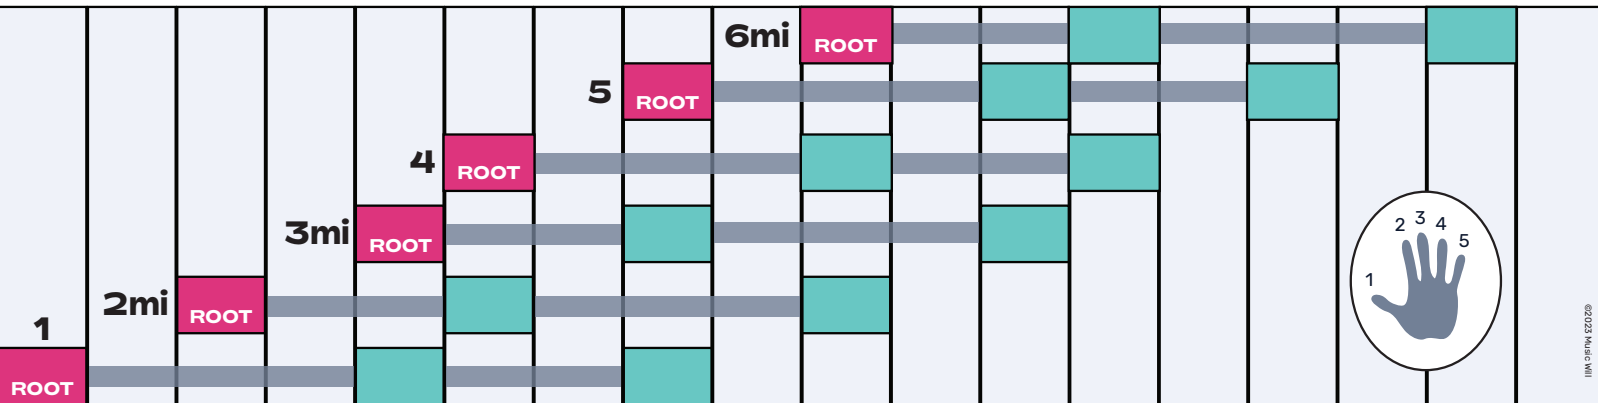 6mi ROOT
5 ROOT
4 ROOT
3mi ROOT
2mi ROOT
1
ROOT
1 2 3 4 5
©2023 Music Will